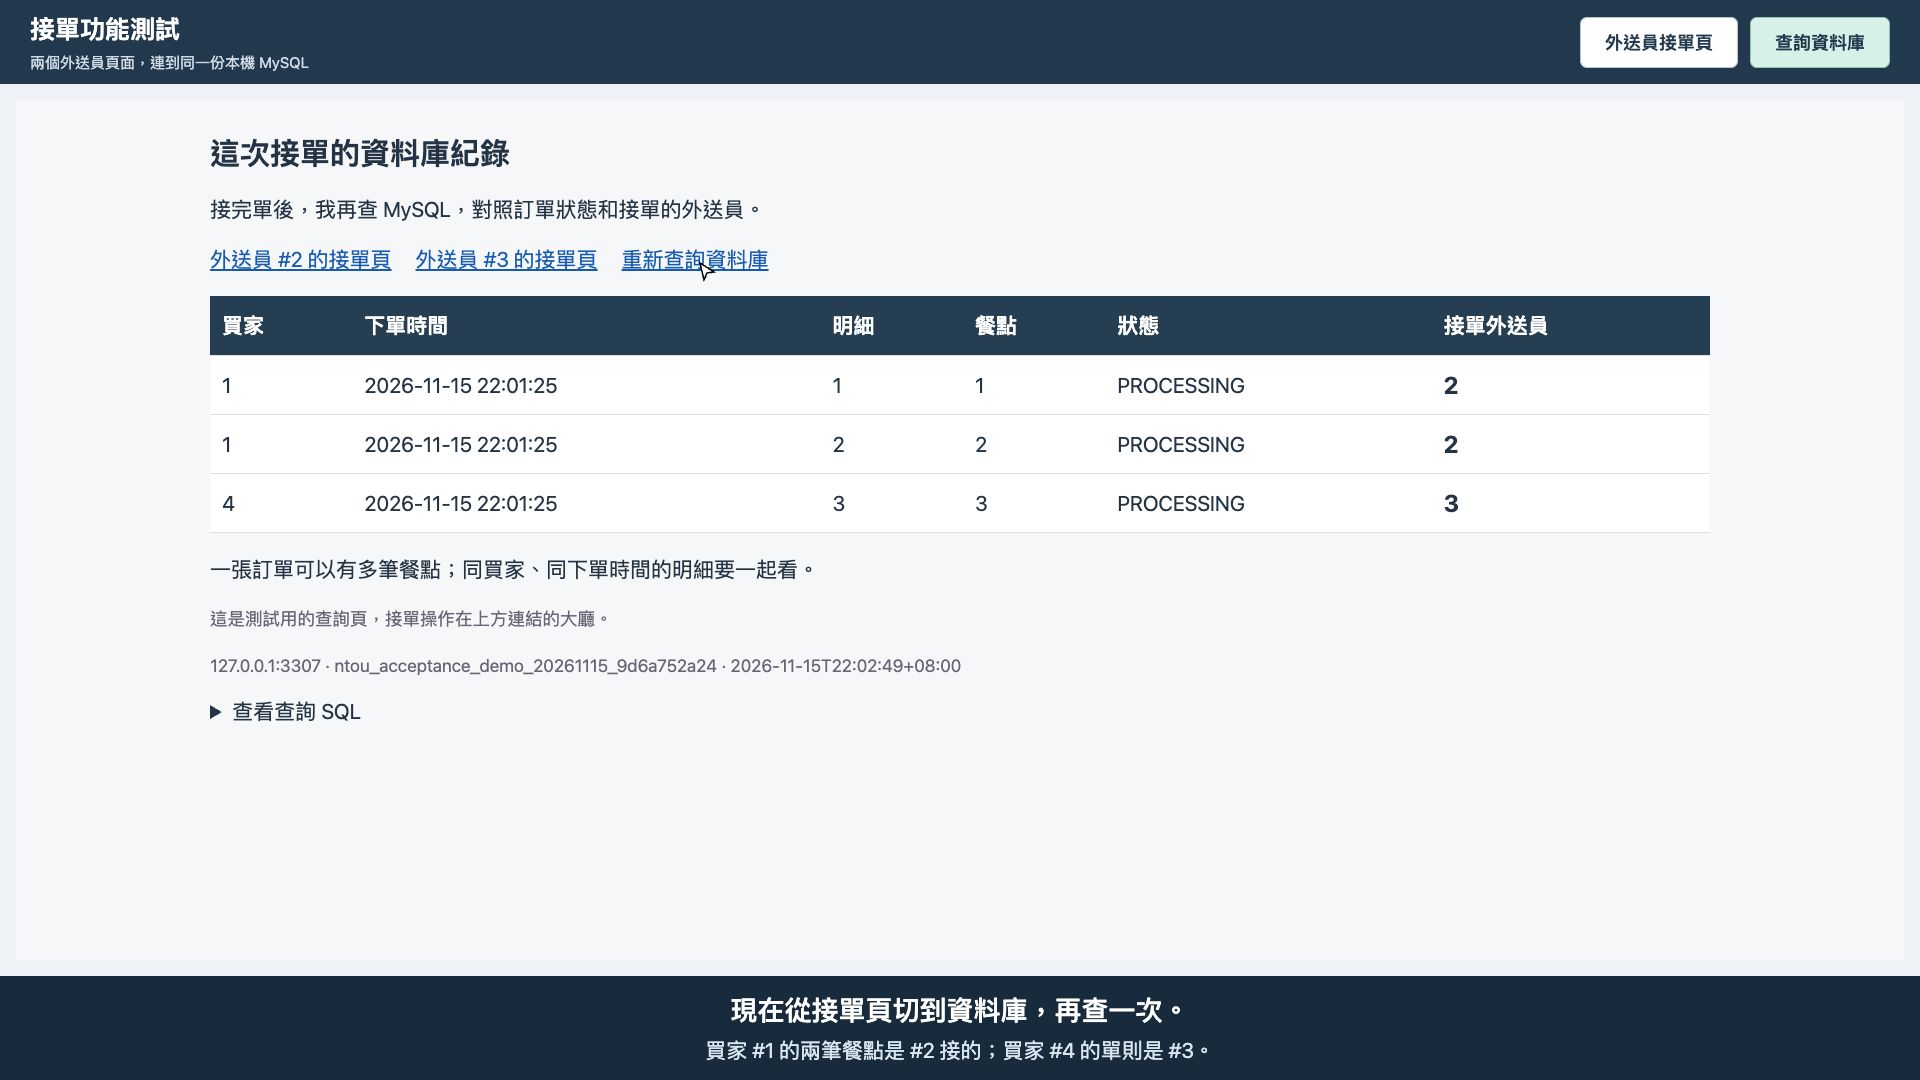 接單功能測試
兩個外送員頁面，連到同一份本機 MySQL
外送員接單頁
查詢資料庫
這次接單的資料庫紀錄
接完單後，我再查 MySQL，對照訂單狀態和接單的外送員。
外送員 #2 的接單頁 外送員 #3 的接單頁 重新查詢資料庫
買家 下單時間 明細 餐點 狀態 接單外送員
1 2026-11-15 22:01:25 1 1 PROCESSING 2
1 2026-11-15 22:01:25 2 2 PROCESSING 2
4 2026-11-15 22:01:25 3 3 PROCESSING 3
一張訂單可以有多筆餐點；同買家、同下單時間的明細要一起看。
這是測試用的查詢頁，接單操作在上方連結的大廳。
127.0.0.1:3307 · ntou_acceptance_demo_20261115_9d6a752a24 · 2026-11-15T22:02:49+08:00
查看查詢 SQL
現在從接單頁切到資料庫，再查一次。
買家 #1 的兩筆餐點是 #2 接的；買家 #4 的單則是 #3。